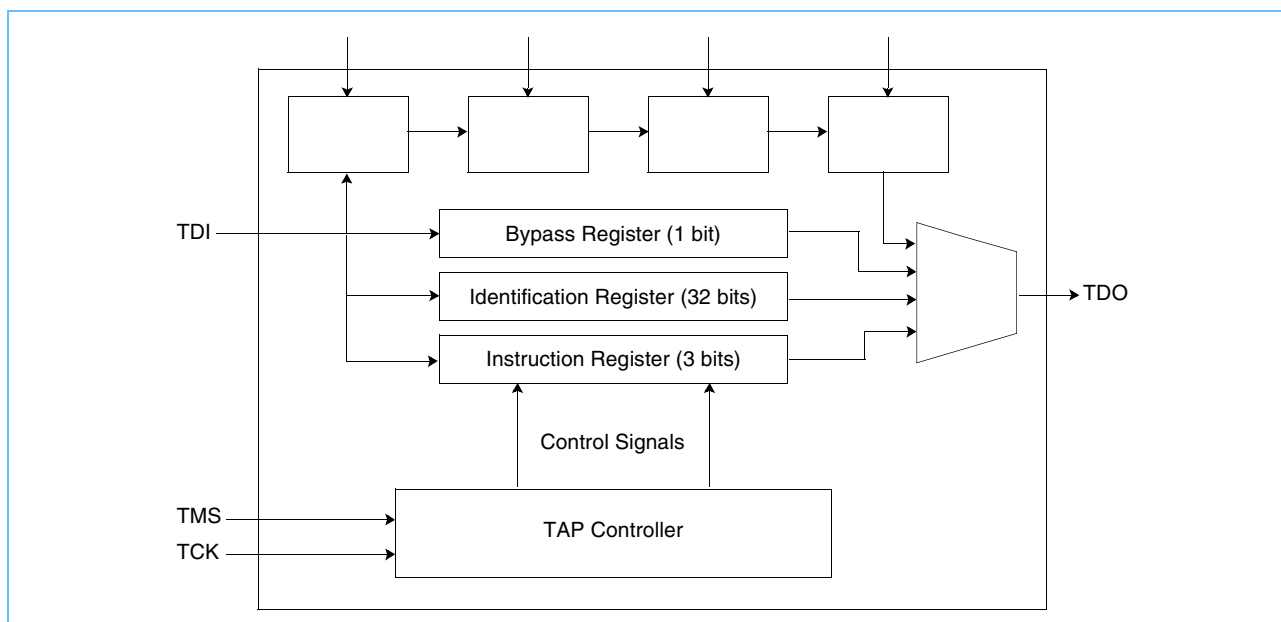 TDI
Bypass Register (1 bit)
Identification Register (32 bits)
TDO
Instruction Register (3 bits)
Control Signals
TMS
TAP Controller
TCK